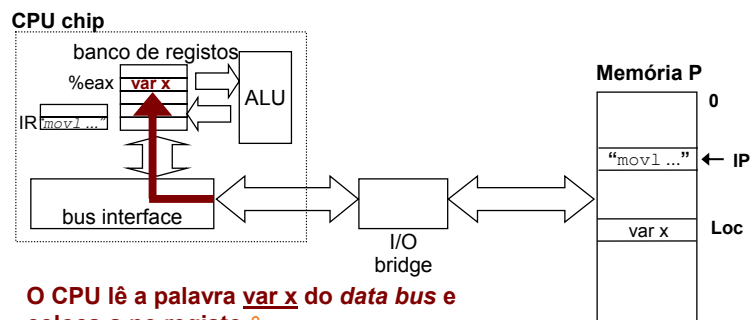 CPU chip
banco de registos
%eax var x
ALU
IR "movl ..."
bus interface
I/O
bridge
Memória P
0
"movl ..." IP
var x Loc
O CPU lê a palavra var x do data bus e